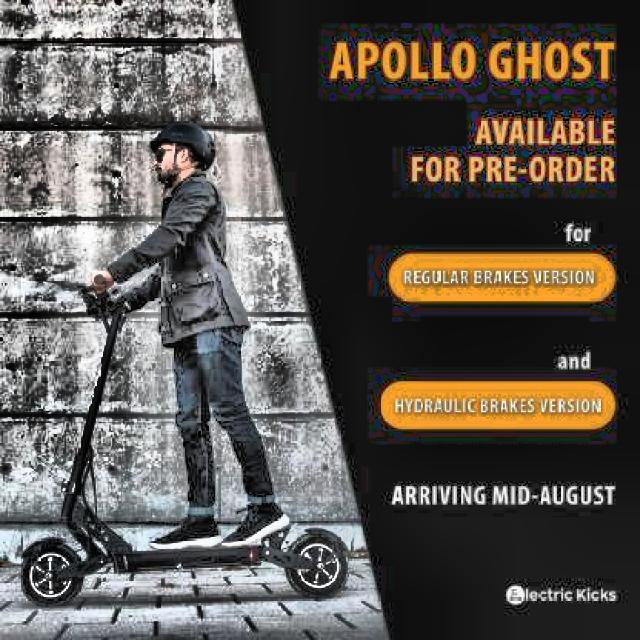 APOLLO GHOST
AVAILABLE
FOR PRE-ORDER
for
REGULAR BRAKES VERSION
and
HYDRAULIC BRAKES VERSION
ARRIVING MID-AUGUST
Electric Kicks